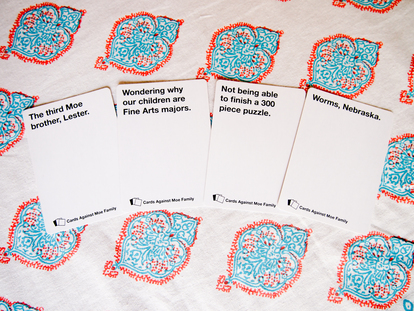 The third Moe
brother, Lester.
Cards Against Moe Family
Wondering why
our children are
Fine Arts majors.
Cards Against Moe Family
Not being able
to finish a 300
piece puzzle.
Cards Against Moe Family
Worms, Nebraska.
Cards Against Moe Family